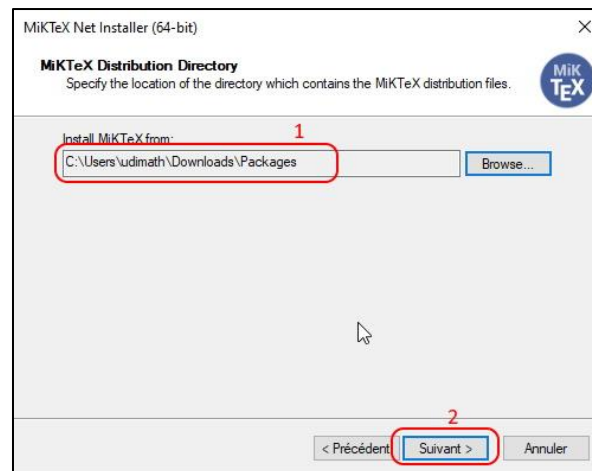 MiKTeX Net Installer (64-bit)
MiKTeX Distribution Directory
Specify the location of the directory which contains the MiKTeX distribution files.
MiK
TEX
1
Install MiKTeX from:
C:\Users\udimath\Downloads\Packages
Browse...
2
< Précédent
Suivant >
Annuler